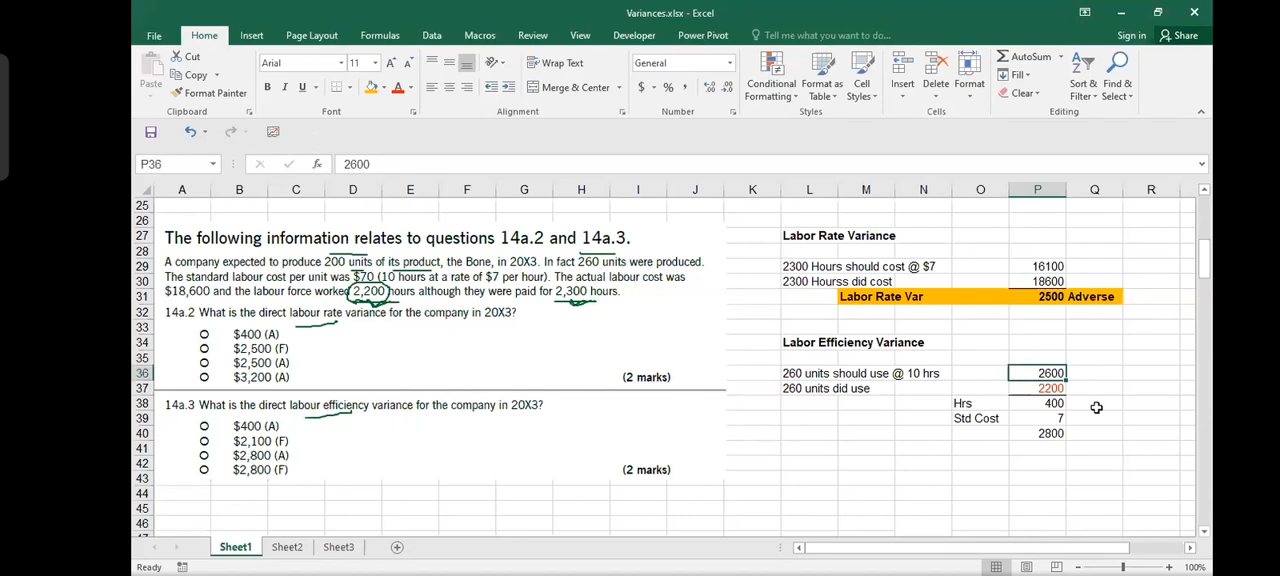 Variances.xlsx - Excel
File Home Insert Page Layout Formulas Data Macros Review View Developer Power Pivot Tell me what you want to do... Sign in Share
Paste Cut Copy Format Painter Clipboard
Arial 11 B I U Font
Wrap Text Merge & Center Alignment
General $ % , Number
Conditional Formatting Format as Table Cell Styles Styles
Insert Delete Format Cells
AutoSum Fill Clear Sort & Filter Find & Select Editing
P36 fx 2600
A B C D E F G H I J K L M N O P Q R
25
26
27
28
29
30
31
32
33
34
35
36
37
38
39
40
41
42
43
44
45
46
The following information relates to questions 14a.2 and 14a.3.
A company expected to produce 200 units of its product, the Bone, in 20X3. In fact 260 units were produced.
The standard labour cost per unit was $70 (10 hours at a rate of $7 per hour). The actual labour cost was
$18,600 and the labour force worked 2,200 hours although they were paid for 2,300 hours.
14a.2 What is the direct labour rate variance for the company in 20X3?
$400 (A)
$2,500 (F)
$2,500 (A)
$3,200 (A) (2 marks)
14a.3 What is the direct labour efficiency variance for the company in 20X3?
$400 (A)
$2,100 (F)
$2,800 (A)
$2,800 (F) (2 marks)
Labor Rate Variance
2300 Hours should cost @ $7 16100
2300 Hourss did cost 18600
Labor Rate Var 2500 Adverse
Labor Efficiency Variance
260 units should use @ 10 hrs 2600
260 units did use 2200
Hrs 400
Std Cost 7
2800
Sheet1 Sheet2 Sheet3
Ready 100%